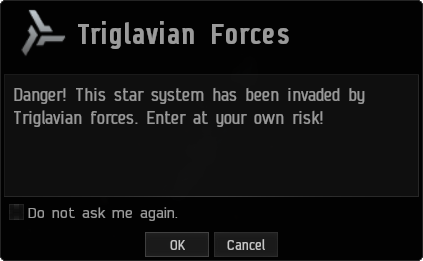 Triglavian Forces
Danger! This star system has been invaded by
Triglavian forces. Enter at your own risk!
Do not ask me again.
OK Cancel